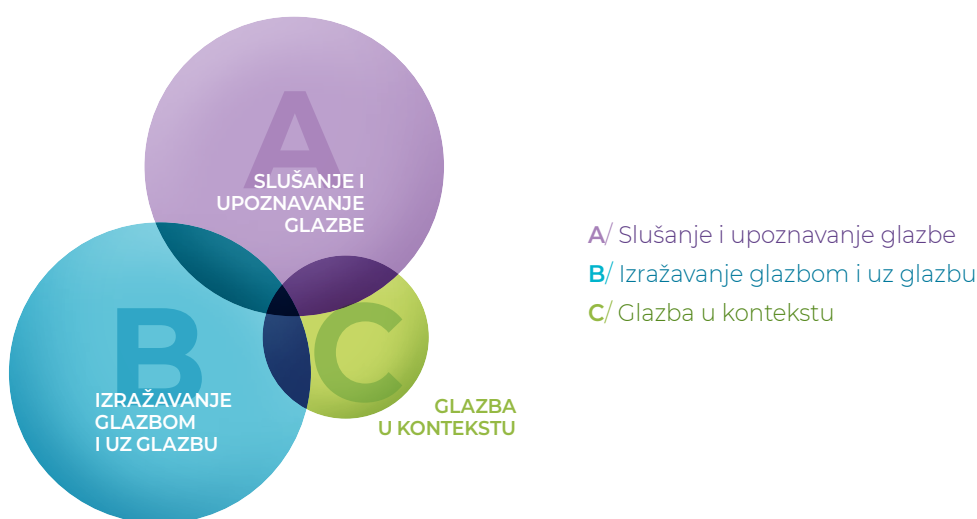 A
SLUŠANJE I
UPOZNAVANJE
GLAZBE
B
IZRAŽAVANJE
GLAZBOM
I UZ GLAZBU
C
GLAZBA
U KONTEKSTU
A/ Slušanje i upoznavanje glazbe
B/ Izražavanje glazbom i uz glazbu
C/ Glazba u kontekstu